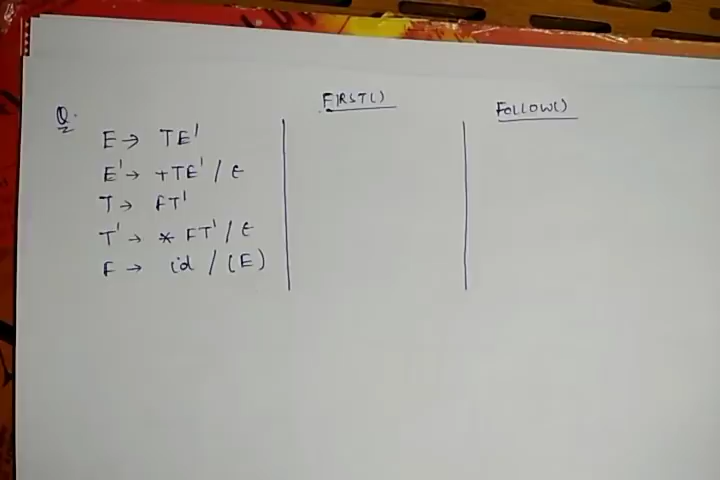 FIRST()
FOLLOW()
Q.
E → TE'
E' → +TE' / ϵ
T → FT'
T' → * FT' / ϵ
F → id / (E)